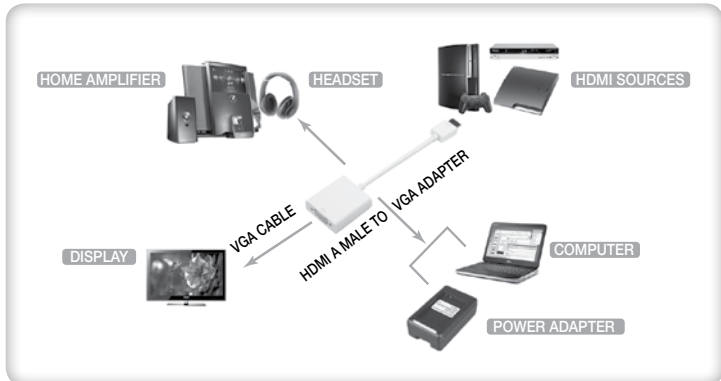 HOME AMPLIFIER
HEADSET
HDMI SOURCES
VGA CABLE
HDMI A MALE TO VGA ADAPTER
DISPLAY
COMPUTER
POWER ADAPTER